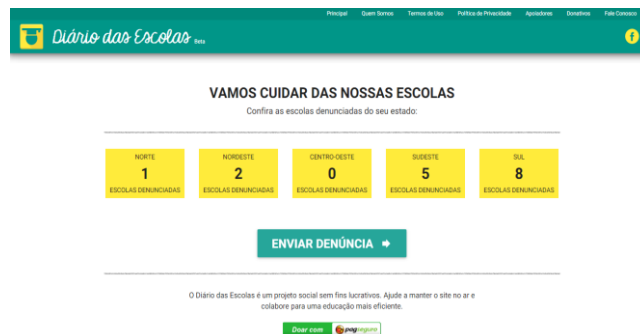 Principal Quem Somos Termos de Uso Política de Privacidade Apoiadores Donativos Fale Conosco
Diário das Escolas Beta
VAMOS CUIDAR DAS NOSSAS ESCOLAS
Confira as escolas denunciadas do seu estado:
NORTE NORDESTE CENTRO-OESTE SUDESTE SUL
1 2 0 5 8
ESCOLAS DENUNCIADAS ESCOLAS DENUNCIADAS ESCOLAS DENUNCIADAS ESCOLAS DENUNCIADAS ESCOLAS DENUNCIADAS
ENVIAR DENÚNCIA
O Diário das Escolas é um projeto social sem fins lucrativos. Ajude a manter o site no ar e
colabore para uma educação mais eficiente.
Doar com pagseguro